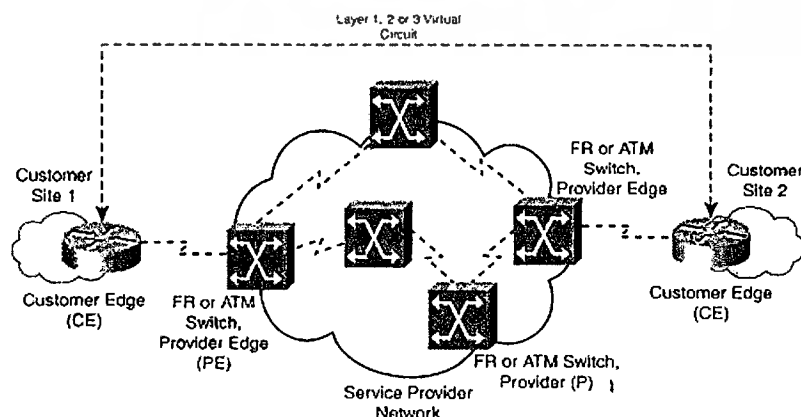 Layer 1, 2 or 3 Virtual
Circuit
Customer
Site 1
FR or ATM
Switch,
Provider Edge
Customer
Site 2
Customer Edge
(CE)
FR or ATM
Switch,
Provider Edge
(PE)
Customer Edge
(CE)
FR or ATM Switch,
Provider (P)
Service Provider
Network